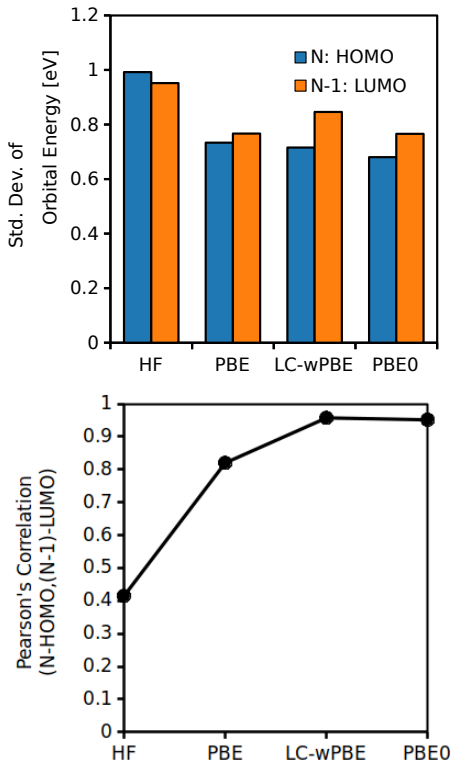 1.2
1
0.8
0.6
0.4
0.2
0
Std. Dev. of
Orbital Energy [eV]
N: HOMO
N-1: LUMO
HF PBE LC-wPBE PBE0
1
0.9
0.8
0.7
0.6
0.5
0.4
0.3
0.2
0.1
0
Pearson's Correlation
(N-HOMO,(N-1)-LUMO)
HF PBE LC-wPBE PBE0